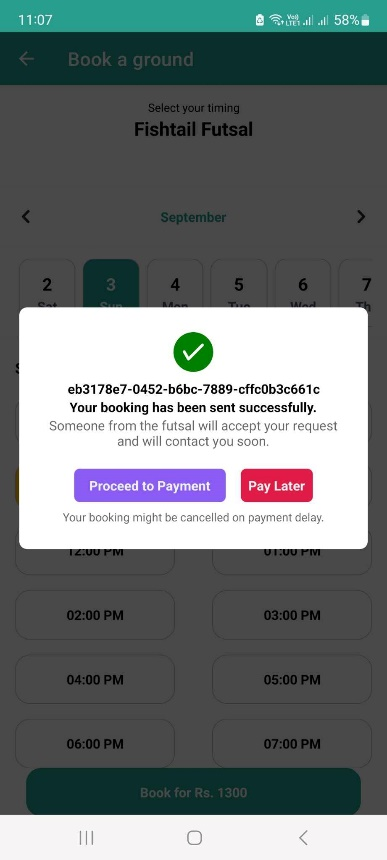 11:07
Vo))
LTE1
58%
Book a ground
Select your timing
Fishtail Futsal
September
2
3
4
5
6
7
Sat
Sun
Mon
Tue
Wed
Th
eb3178e7-0452-b6bc-7889-cffc0b3c661c
Your booking has been sent successfully.
Someone from the futsal will accept your request
and will contact you soon.
Proceed to Payment
Pay Later
Your booking might be cancelled on payment delay.
12:00 PM
01:00 PM
02:00 PM
03:00 PM
04:00 PM
05:00 PM
06:00 PM
07:00 PM
Book for Rs. 1300